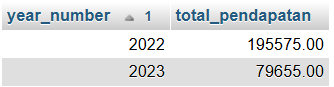 year_number 1 total_pendapatan
2022 195575.00
2023 79655.00